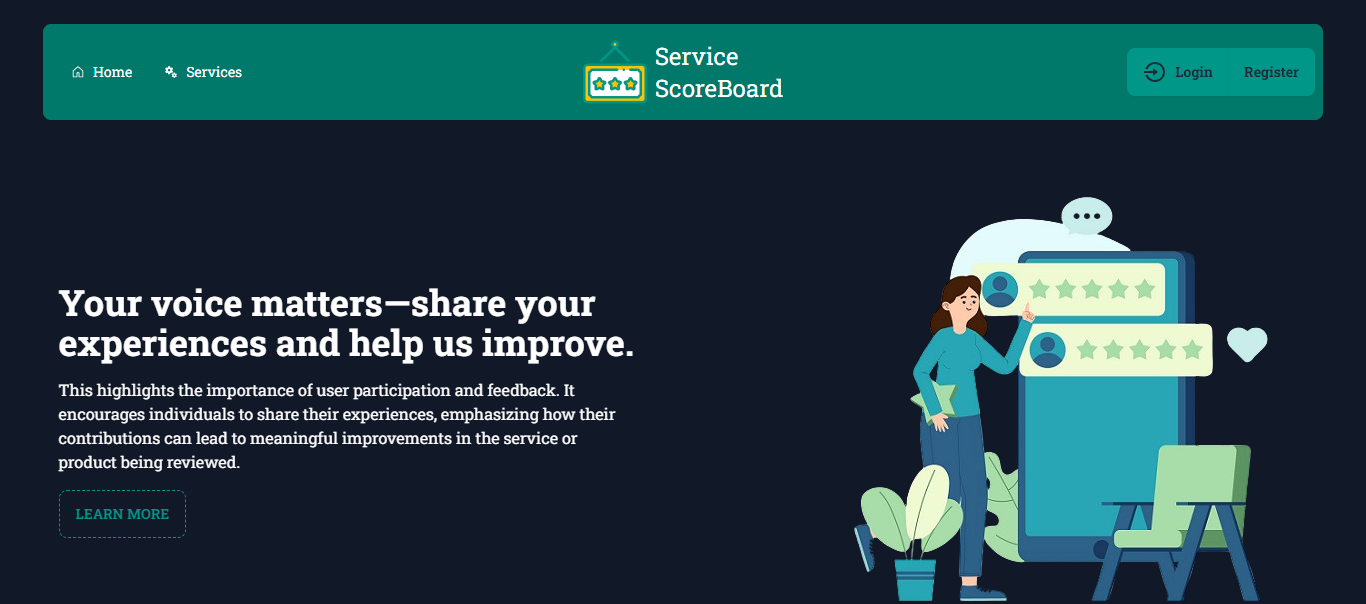 Home
Services
Service
ScoreBoard
Login
Register
Your voice matters—share your
experiences and help us improve.
This highlights the importance of user participation and feedback. It
encourages individuals to share their experiences, emphasizing how their
contributions can lead to meaningful improvements in the service or
product being reviewed.
LEARN MORE